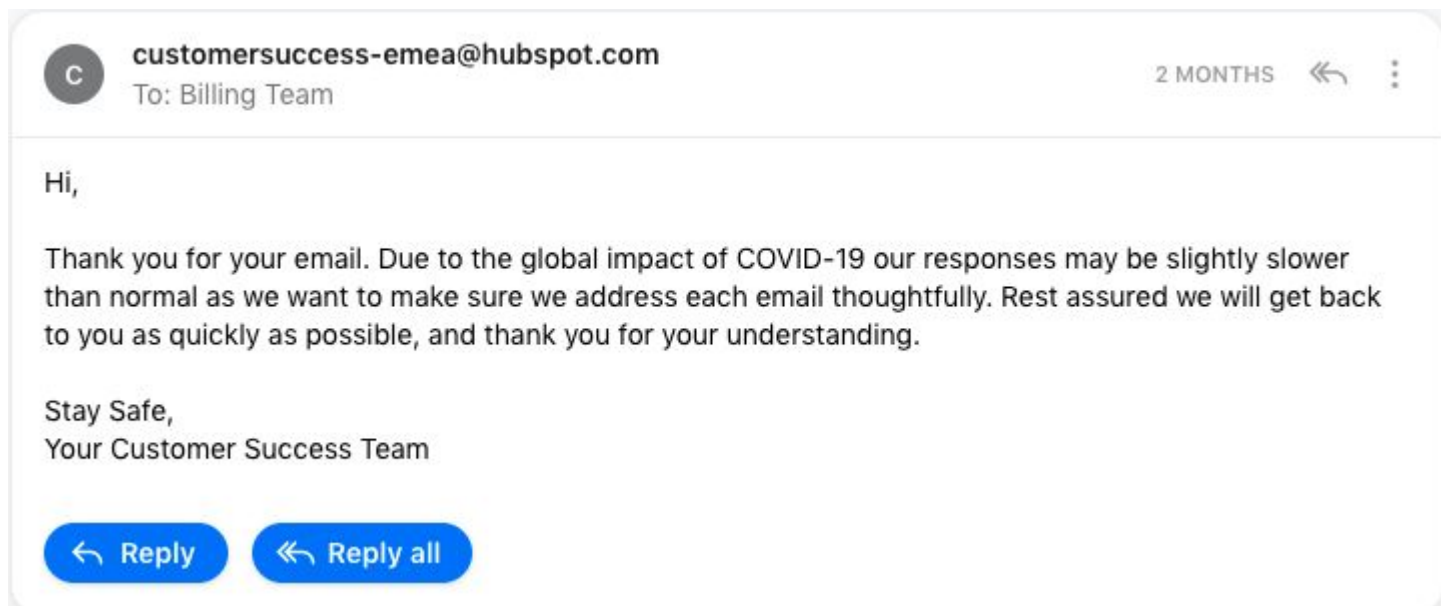 C
customersuccess-emea@hubspot.com
To: Billing Team
2 MONTHS
Hi,
Thank you for your email. Due to the global impact of COVID-19 our responses may be slightly slower
than normal as we want to make sure we address each email thoughtfully. Rest assured we will get back
to you as quickly as possible, and thank you for your understanding.
Stay Safe,
Your Customer Success Team
Reply
Reply all